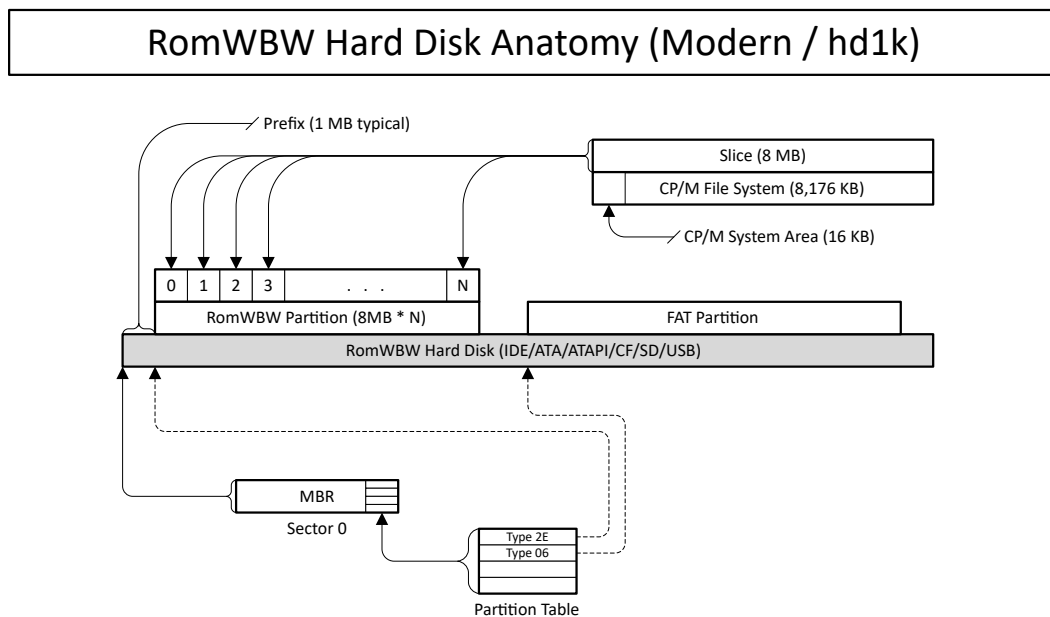 RomWBW Hard Disk Anatomy (Modern / hd1k)
Prefix (1 MB typical)
Slice (8 MB)
CP/M File System (8,176 KB)
CP/M System Area (16 KB)
0 1 2 3 . . . N
RomWBW Partition (8MB * N)
FAT Partition
RomWBW Hard Disk (IDE/ATA/ATAPI/CF/SD/USB)
MBR
Sector 0
Type 2E
Type 06
Partition Table